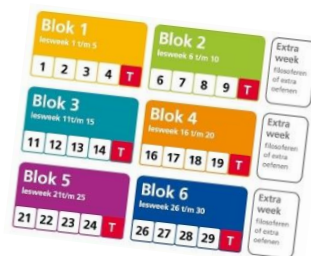 Blok 1
lesweek 1 t/m 5
1 2 3 4 T
Blok 2
lesweek 6 t/m 10
6 7 8 9 T
Extra
week
Filosoferen
of extra
oefenen
Blok 3
lesweek 11t/m 15
11 12 13 14 T
Blok 4
lesweek 16 t/m 20
16 17 18 19 T
Extra
week
Filosoferen
of extra
oefenen
Blok 5
lesweek 21t/m 25
21 22 23 24 T
Blok 6
lesweek 26 t/m 30
26 27 28 29 T
Extra
week
Filosoferen
of extra
oefenen